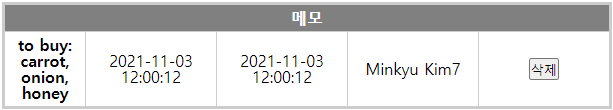 메모
to buy:
carrot,
onion,
honey
2021-11-03
12:00:12
2021-11-03
12:00:12
Minkyu Kim7
삭제